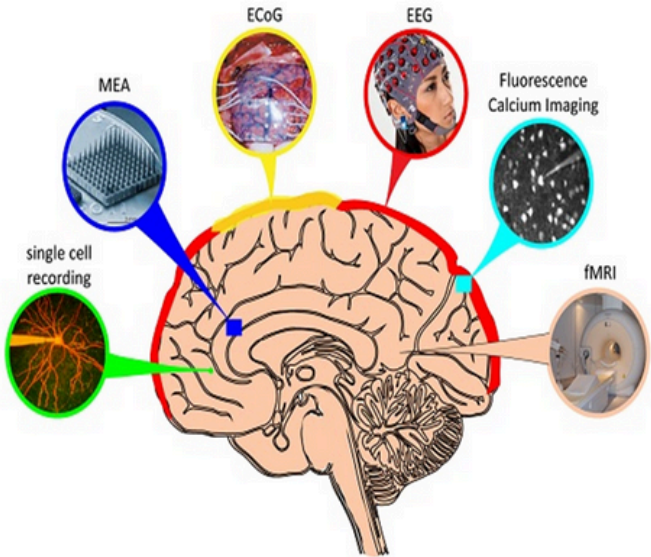 ECoG
EEG
MEA
Fluorescence
Calcium Imaging
single cell
recording
fMRI